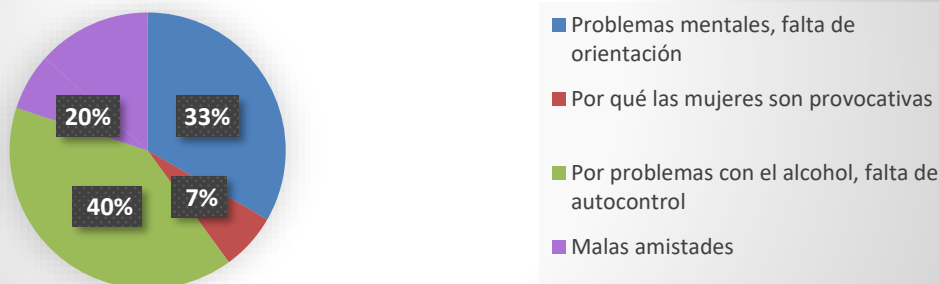 20%
33%
7%
40%
Problemas mentales, falta de
orientación
Por qué las mujeres son provocativas
Por problemas con el alcohol, falta de
autocontrol
Malas amistades